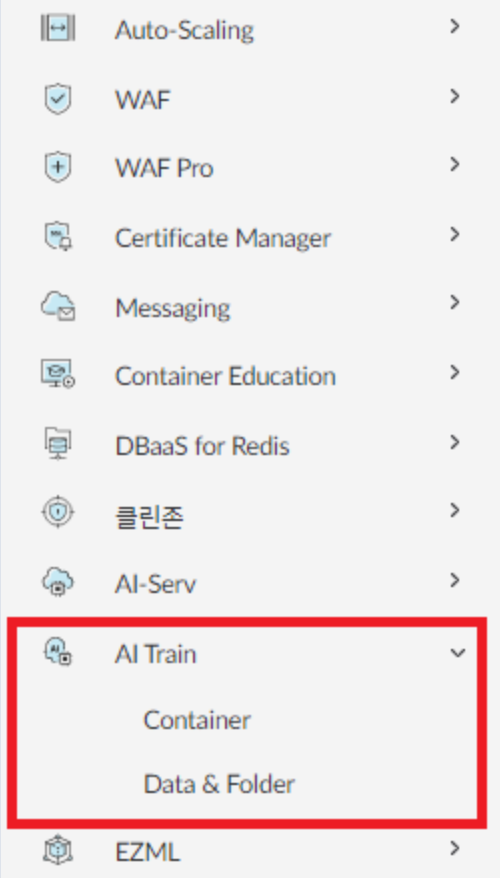 Auto-Scaling
WAF
WAF Pro
Certificate Manager
Messaging
Container Education
DBaaS for Redis
클린존
AI-Serv
AI Train
Container
Data & Folder
EZML